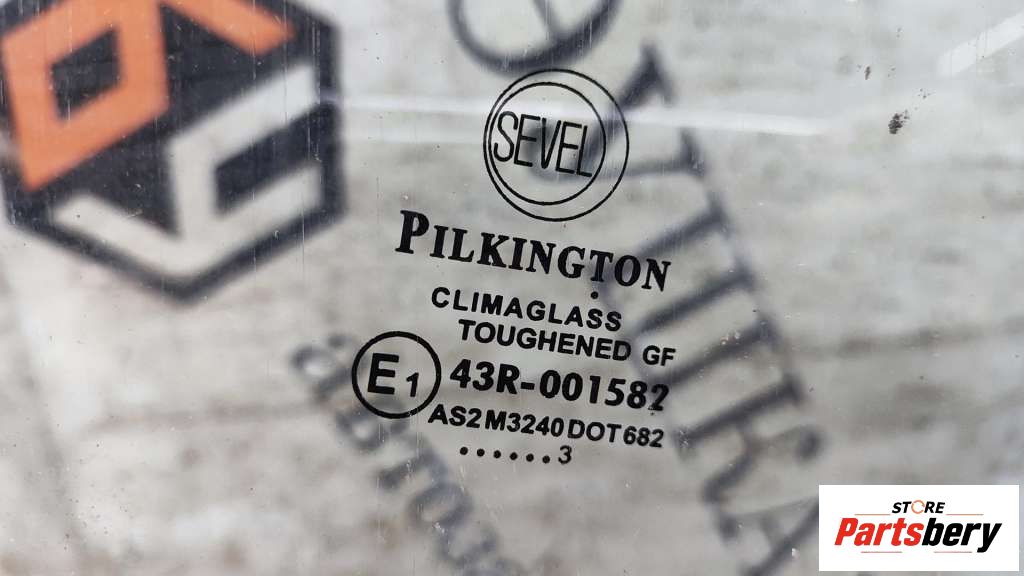 SEVEL
PILKINGTON
CLIMAGLASS
TOUGHENED GF
E1 43R-001582
AS2 M3240 DOT 682
......3
STORE
Partsbery